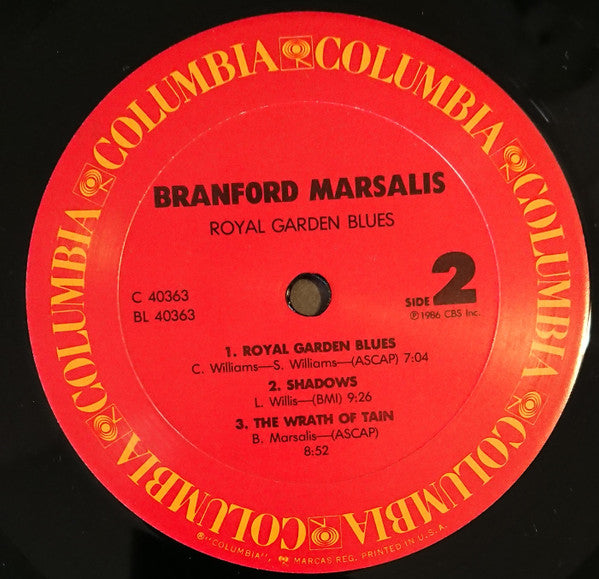 COLUMBIA COLUMBIA COLUMBIA COLUMBIA COLUMBIA COLUMBIA
BRANFORD MARSALIS
ROYAL GARDEN BLUES
C 40363
BL 40363
SIDE 2
℗ 1986 CBS Inc.
1. ROYAL GARDEN BLUES
C. Williams—S. Williams—(ASCAP) 7:04
2. SHADOWS
L. Willis—(BMI) 9:26
3. THE WRATH OF TAIN
B. Marsalis—(ASCAP)
8:52
® "COLUMBIA", MARCAS REG. PRINTED IN U.S.A.